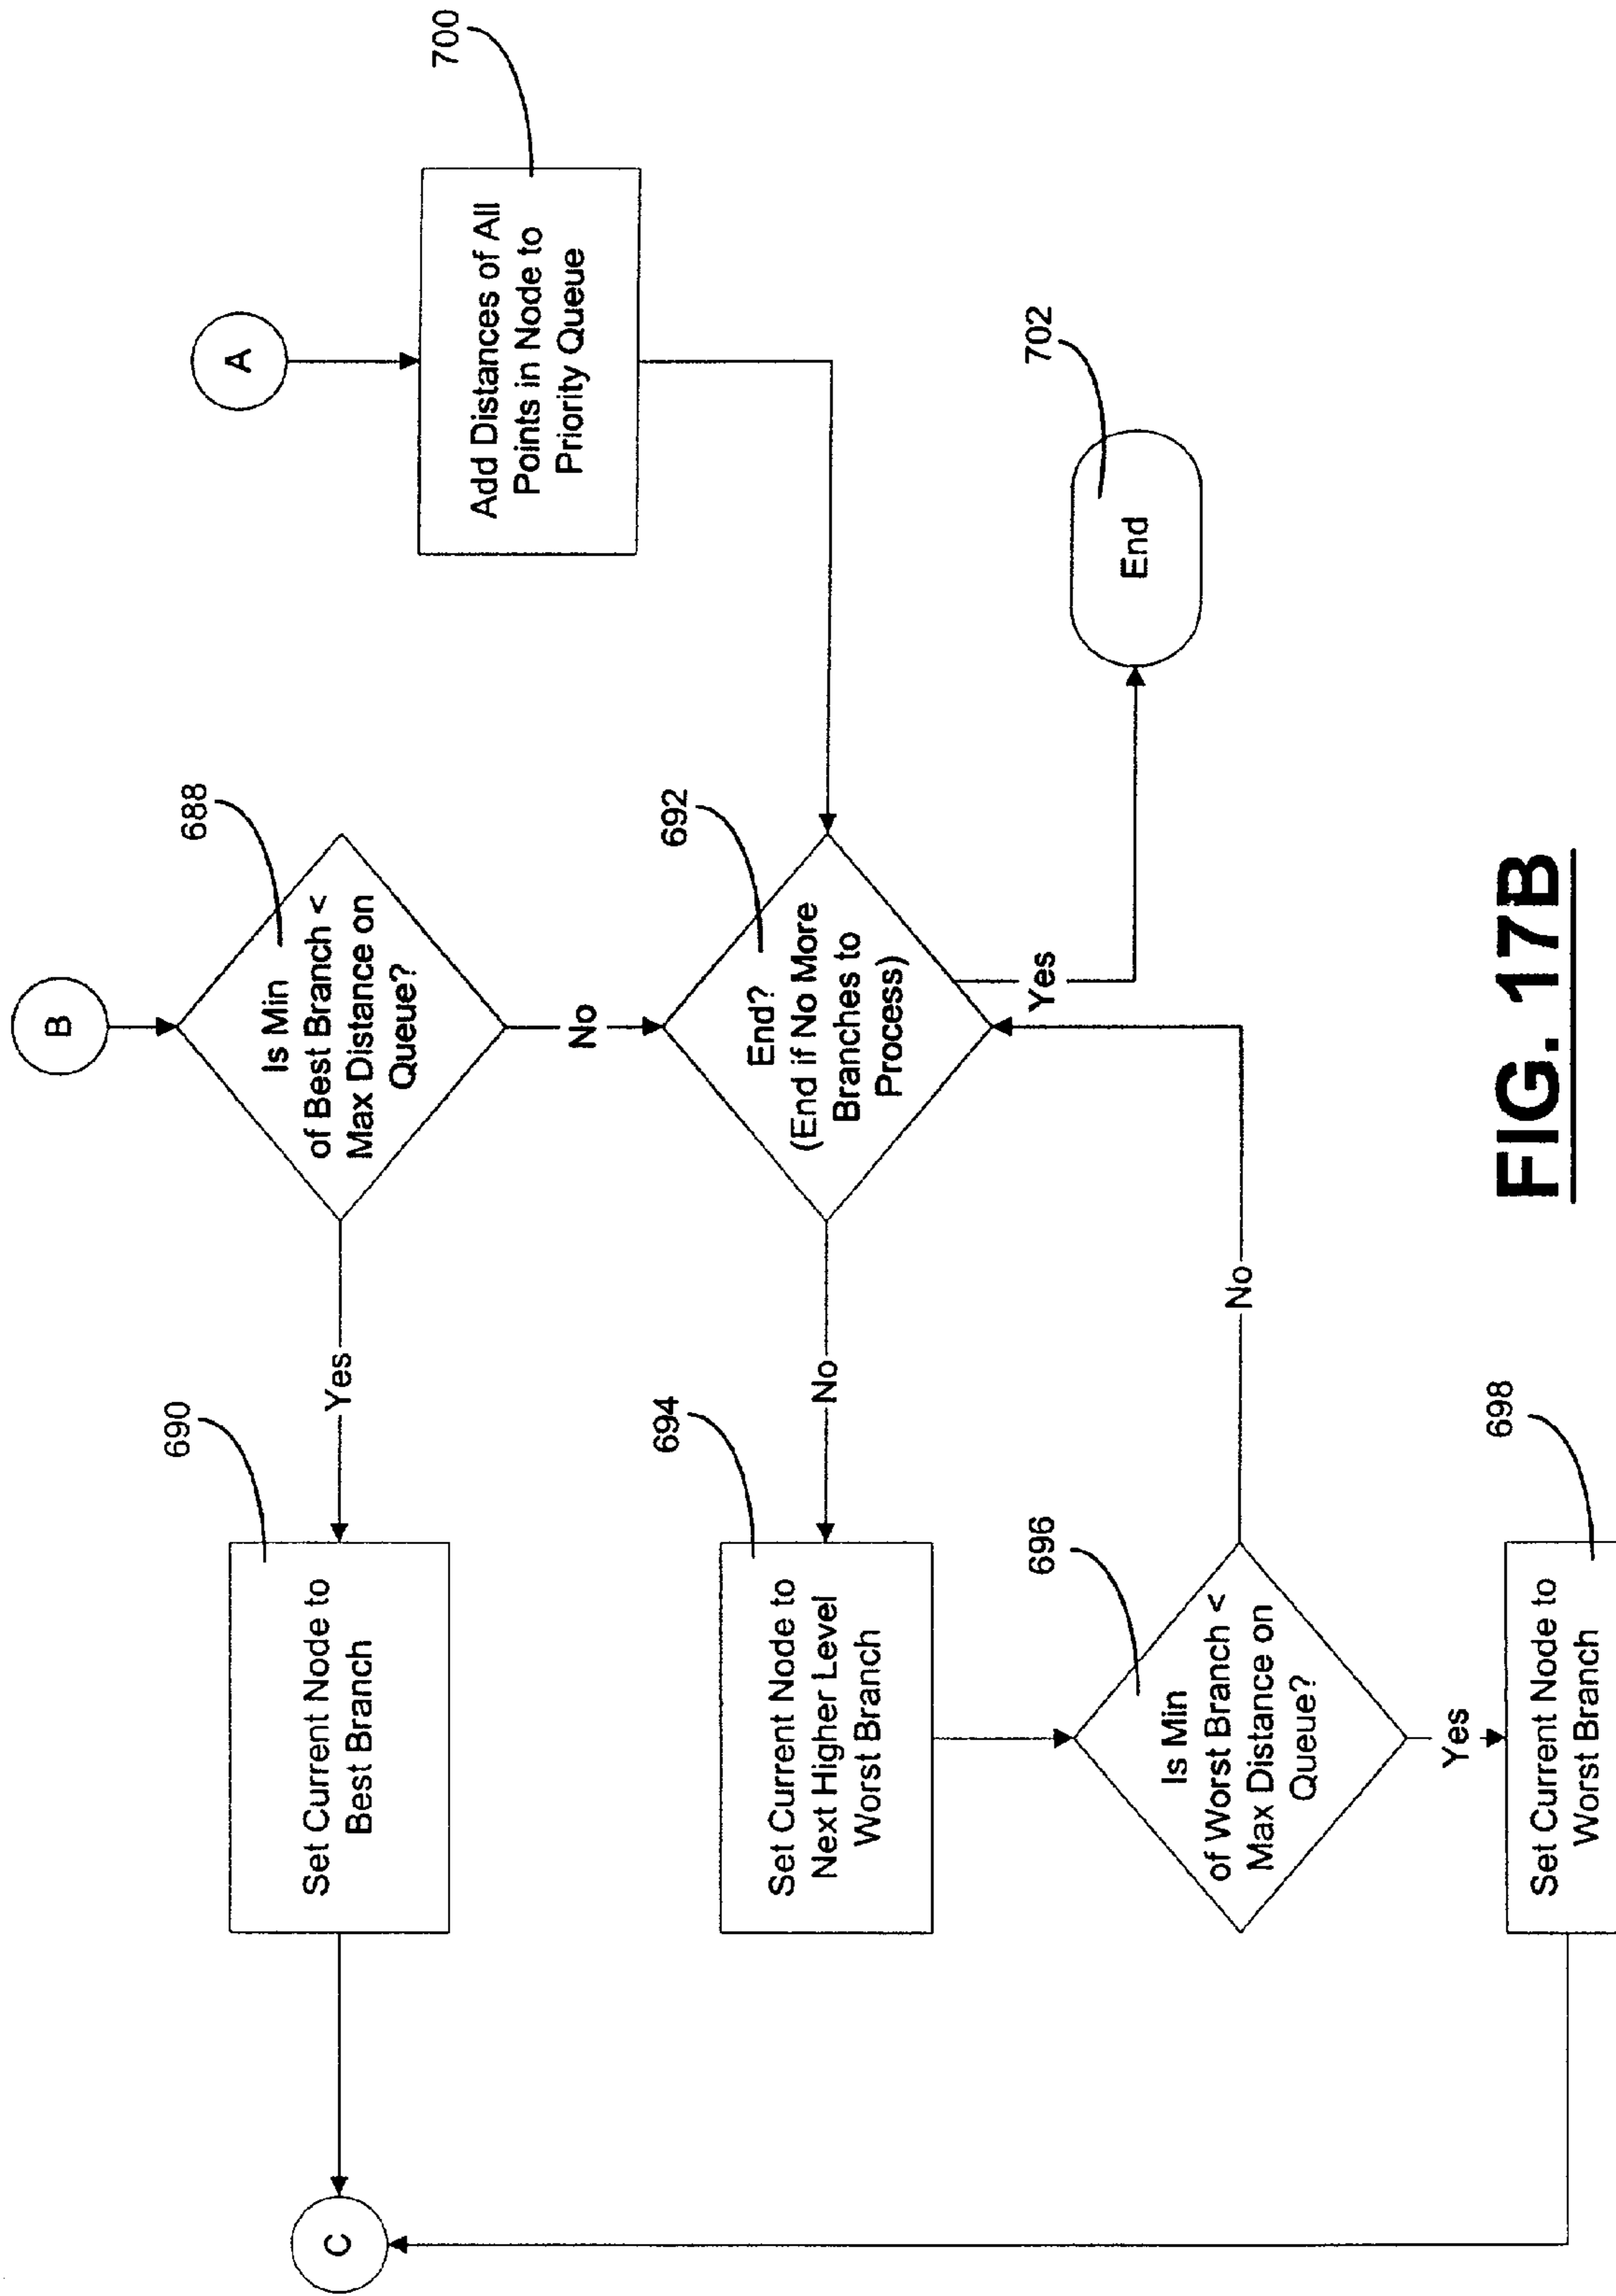 B
A
688
Is Min
of Best Branch <
Max Distance on
Queue?
Yes
690
Set Current Node to
Best Branch
C
No
700
Add Distances of All
Points in Node to
Priority Queue
692
End?
(End if No More
Branches to
Process)
No
694
Set Current Node to
Next Higher Level
Worst Branch
Yes
702
End
696
Is Min
of Worst Branch <
Max Distance on
Queue?
No
Yes
698
Set Current Node to
Worst Branch
FIG. 17B